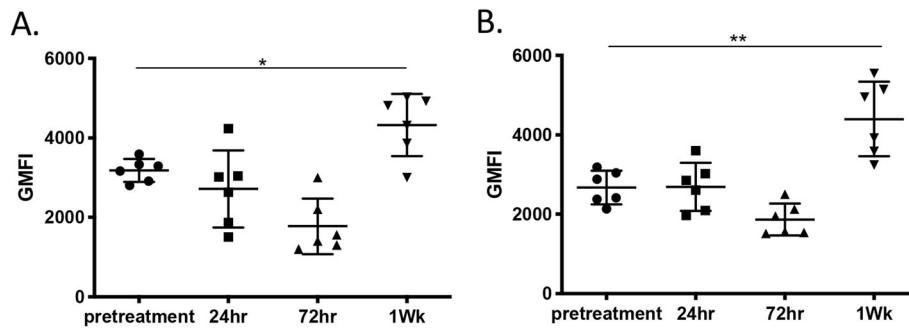 A.
GMFI
6000
4000
2000
0
*
pretreatment 24hr 72hr 1Wk
B.
GMFI
6000
4000
2000
0
**
pretreatment 24hr 72hr 1Wk